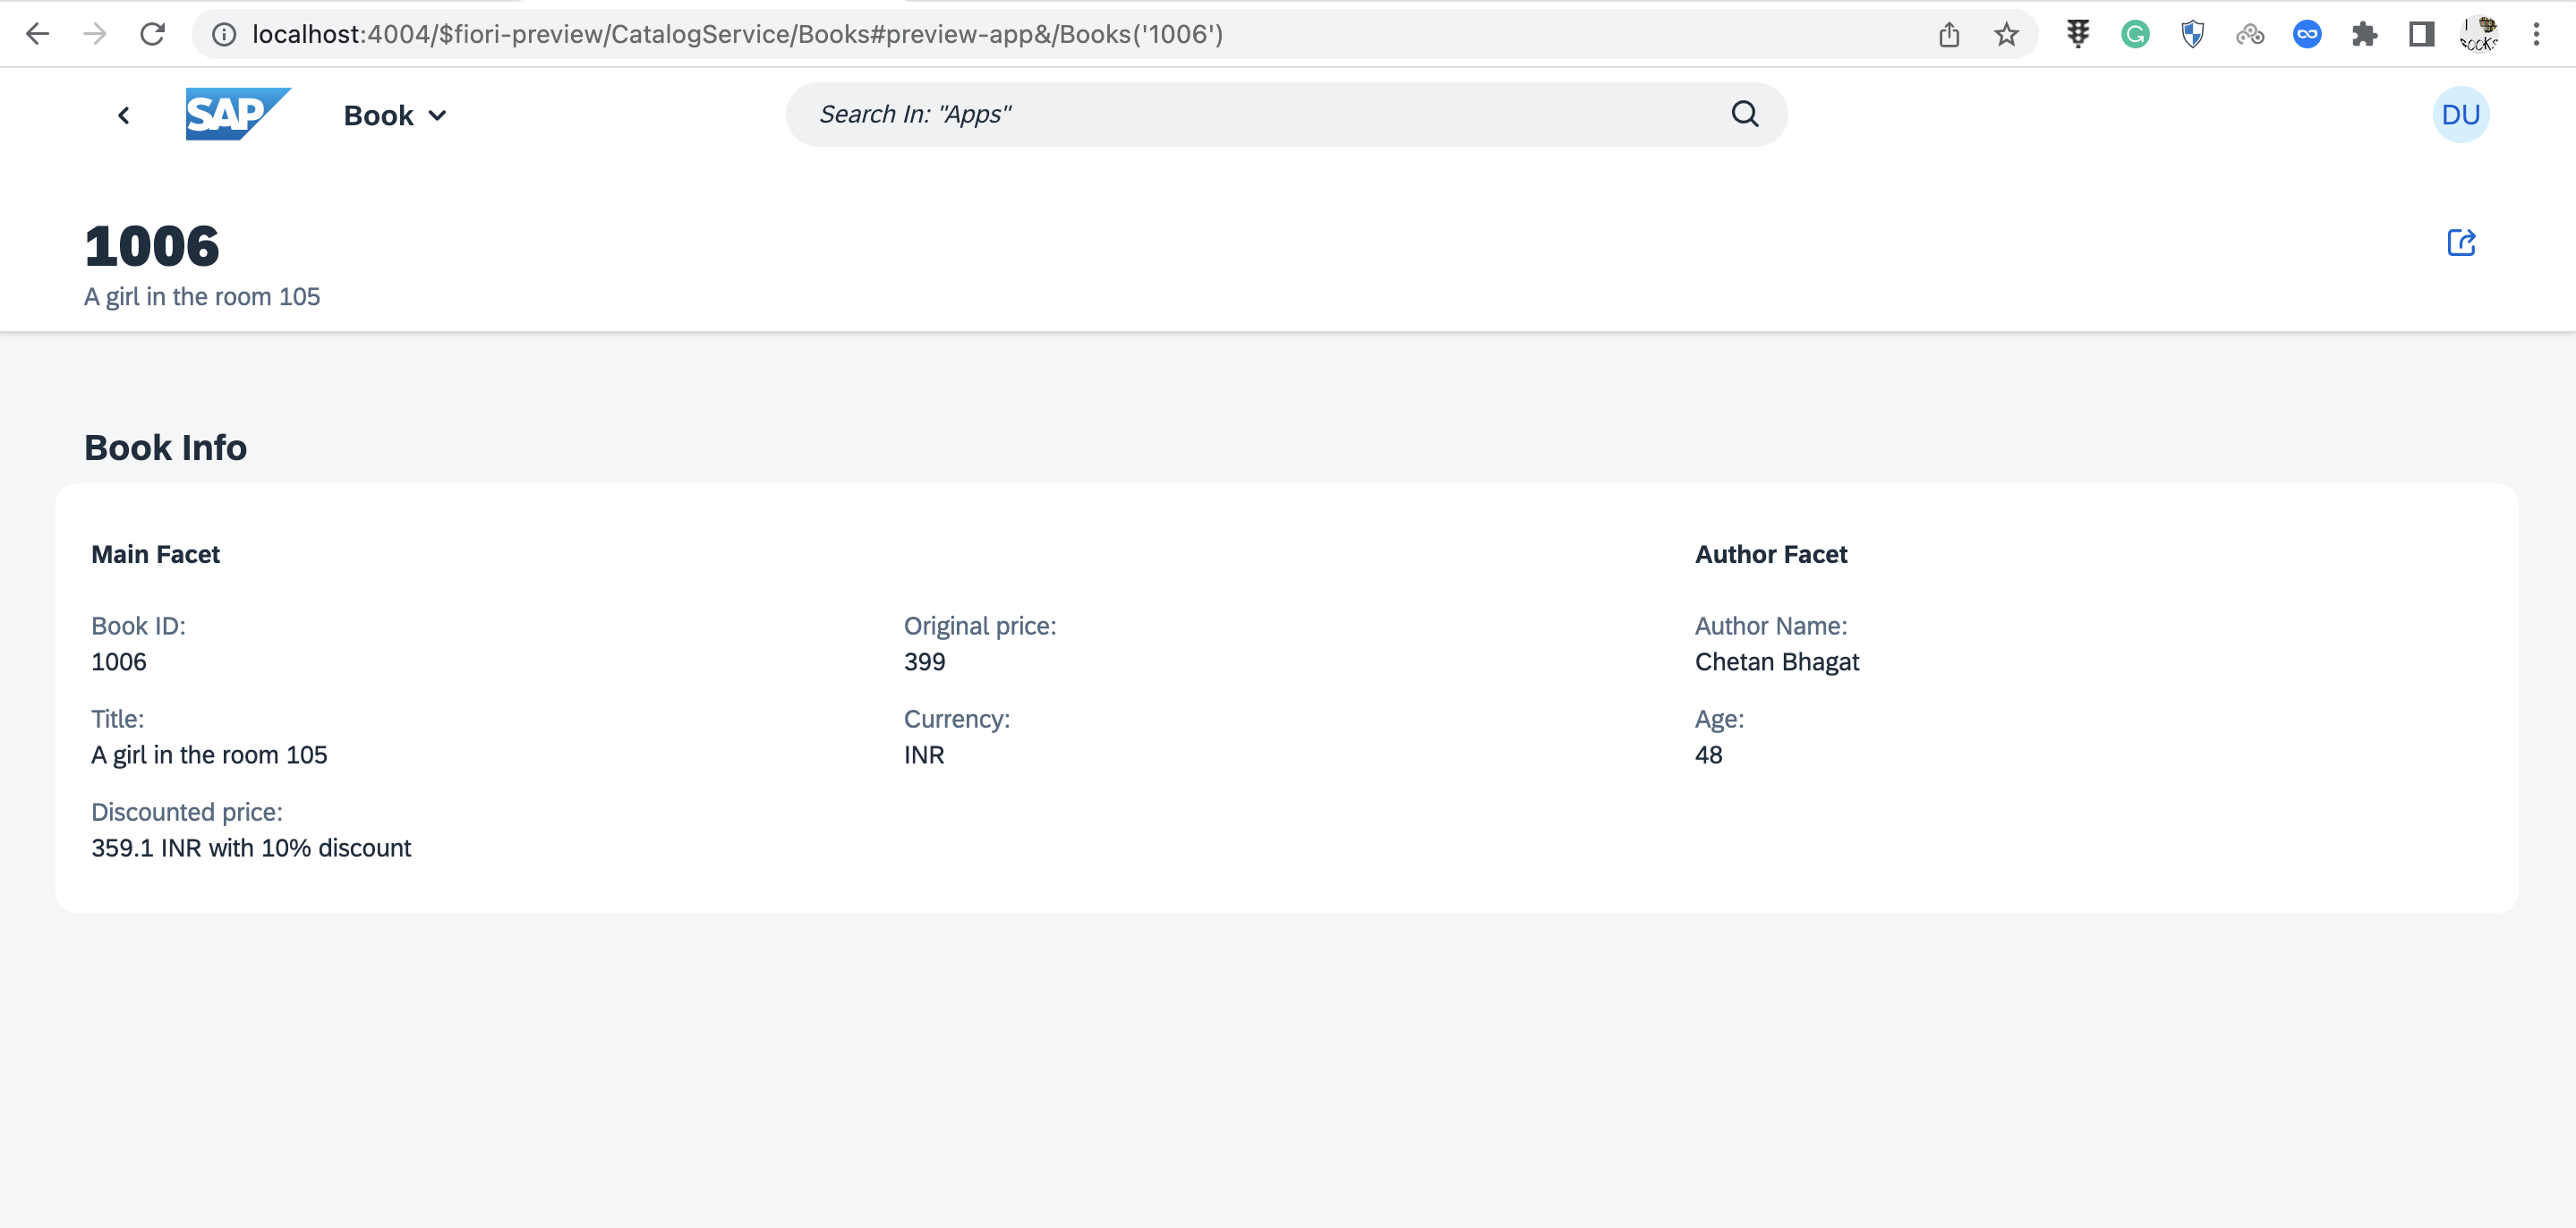 localhost:4004/$fiori-preview/CatalogService/Books#preview-app&/Books('1006')
SAP
Book
Search In: "Apps"
DU
1006
A girl in the room 105
Book Info
Main Facet
Book ID:
1006
Title:
A girl in the room 105
Discounted price:
359.1 INR with 10% discount
Original price:
399
Currency:
INR
Author Facet
Author Name:
Chetan Bhagat
Age:
48